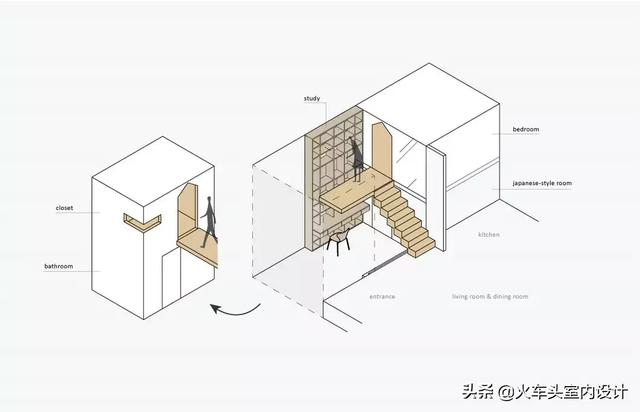 study
bedroom
closet
japanese-style room
kitchen
bathroom
entrance
living room & dining room
头条 @火车头室内设计